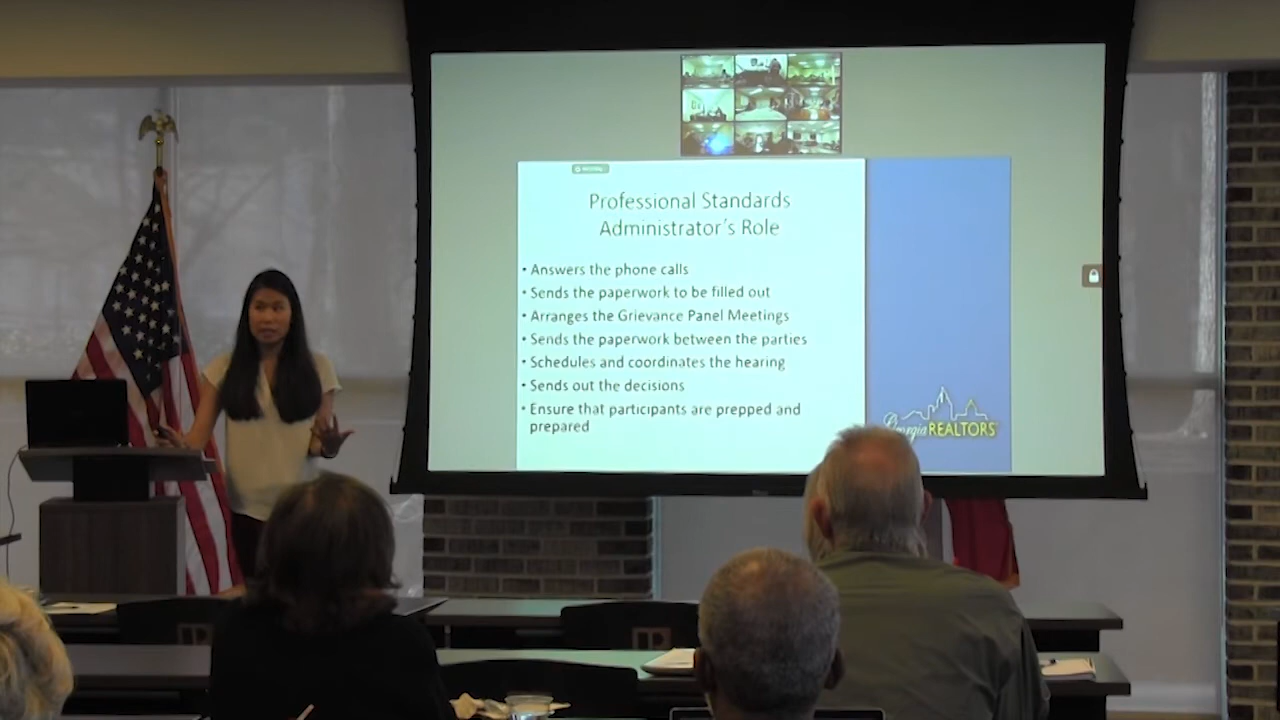 Professional Standards
Administrator's Role
• Answers the phone calls
• Sends the paperwork to be filled out
• Arranges the Grievance Panel Meetings
• Sends the paperwork between the parties
• Schedules and coordinates the hearing
• Sends out the decisions
• Ensure that participants are prepped and
prepared
Georgia REALTORS